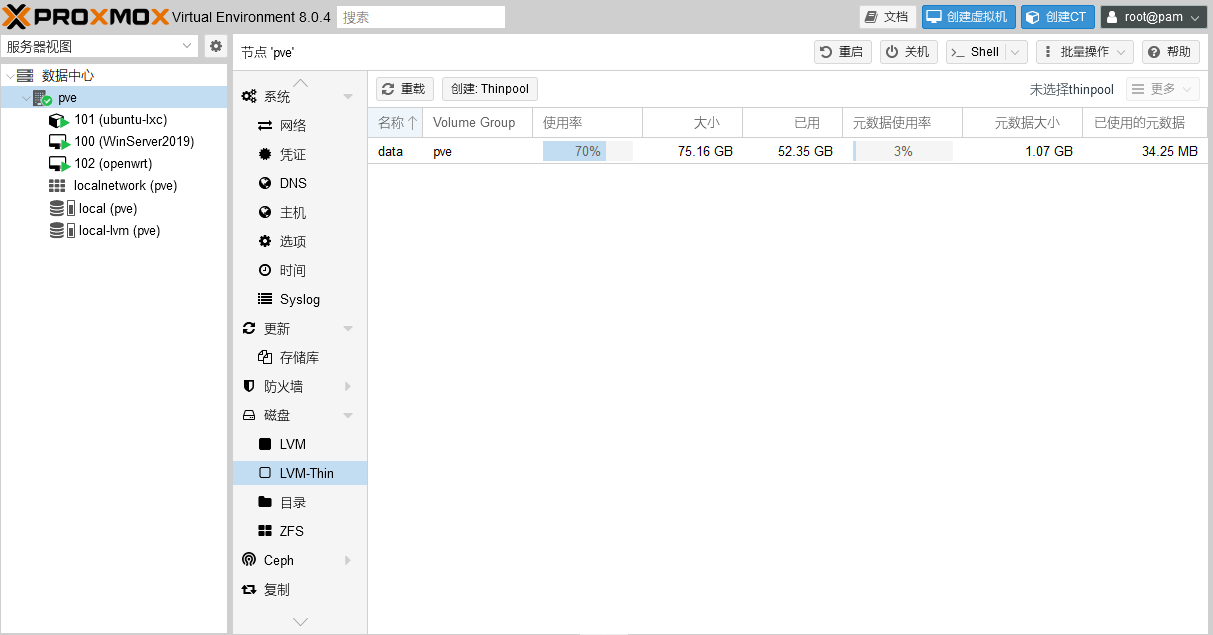 PROXMOX Virtual Environment 8.0.4 搜索 文档 创建虚拟机 创建CT root@pam
服务器视图
数据中心
pve
101 (ubuntu-lxc)
100 (WinServer2019)
102 (openwrt)
localnetwork (pve)
local (pve)
local-lvm (pve)
节点 'pve' 重启 关机 Shell 批量操作 帮助
系统
网络
凭证
DNS
主机
选项
时间
Syslog
更新
存储库
防火墙
磁盘
LVM
LVM-Thin
目录
ZFS
Ceph
复制
重载 创建: Thinpool 未选择thinpool 更多
名称 Volume Group 使用率 大小 已用 元数据使用率 元数据大小 已使用的元数据
data pve 70% 75.16 GB 52.35 GB 3% 1.07 GB 34.25 MB